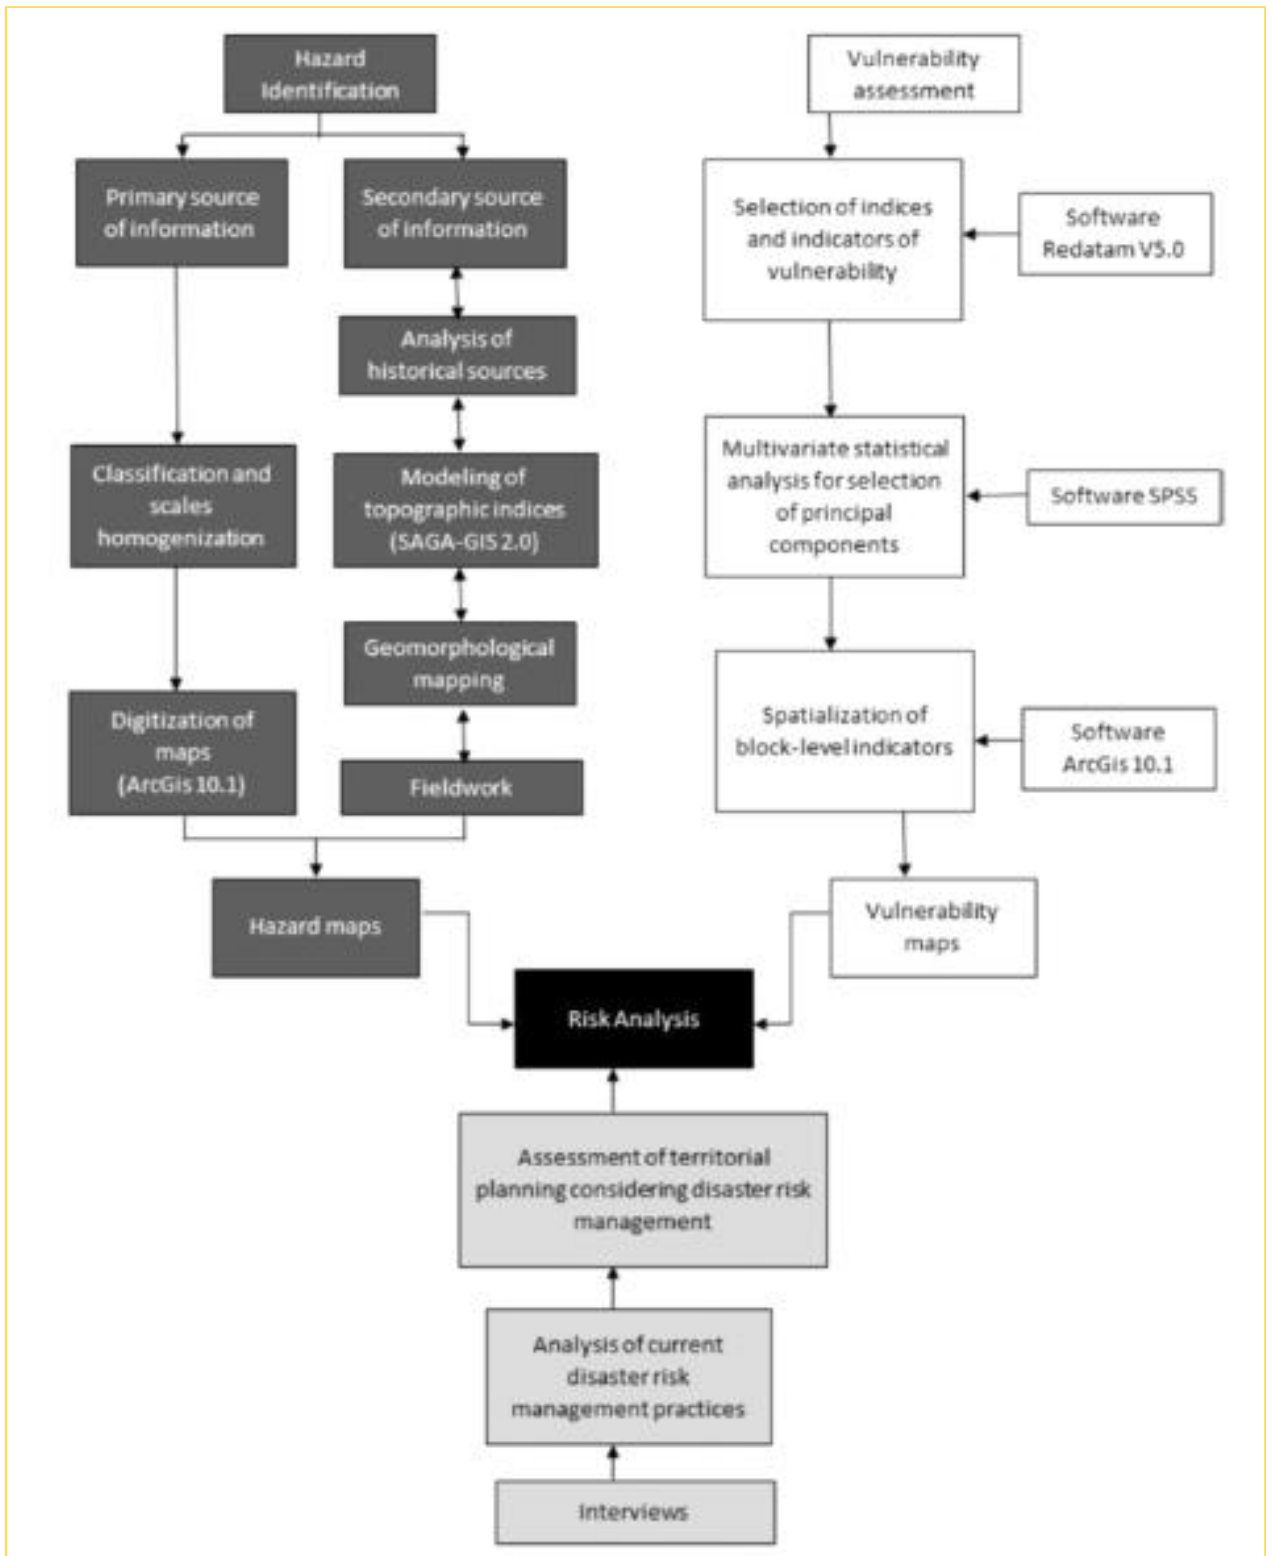 Hazard
Identification
Primary source
of information
Secondary source
of information
Analysis of
historical sources
Classification and
scales
homogenization
Modeling of
topographic indices
(SAGA-GIS 2.0)
Geomorphological
mapping
Digitization of
maps
(ArcGis 10.1)
Fieldwork
Hazard maps
Vulnerability
assessment
Selection of indices
and indicators of
vulnerability
Software
Redatam V5.0
Multivariate statistical
analysis for selection
of principal
components
Software SPSS
Spatialization of
block-level indicators
Software
ArcGis 10.1
Vulnerability
maps
Risk Analysis
Assessment of territorial
planning considering disaster risk
management
Analysis of current
disaster risk
management practices
Interviews